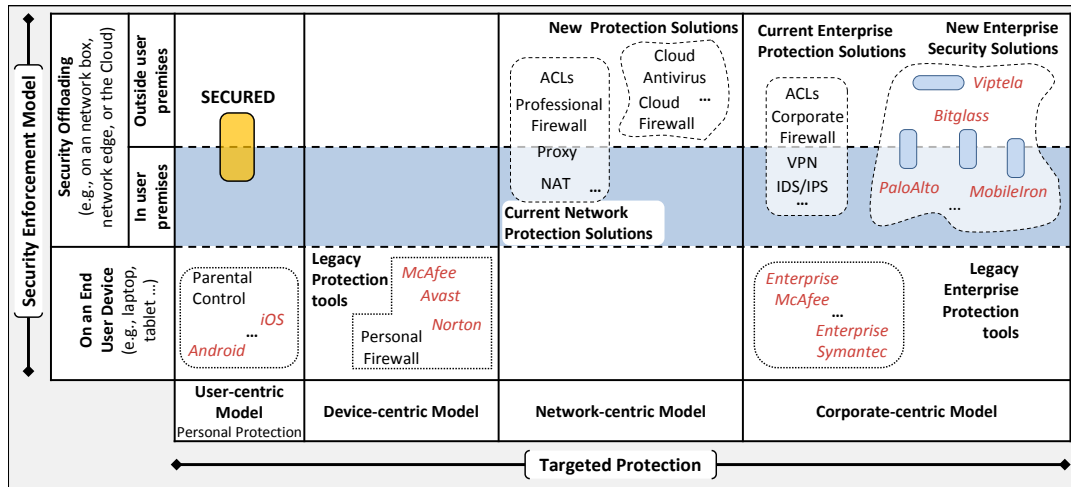 Security Enforcement Model
Security Offloading
(e.g., on an network box,
network edge, or the Cloud)
Outside user
premises
In user
premises
On an End
User Device
(e.g., laptop,
tablet ...)
SECURED
New Protection Solutions
ACLs
Professional
Firewall
Proxy
NAT ...
Cloud
Antivirus
Cloud ...
Firewall
Current Network
Protection Solutions
Current Enterprise
Protection Solutions
ACLs
Corporate
Firewall
VPN
IDS/IPS
...
New Enterprise
Security Solutions
Viptela
Bitglass
PaloAlto
MobileIron
...
Parental
Control
iOS
...
Android
Legacy
Protection
tools
McAfee
Avast
Norton
Personal
Firewall
Enterprise
McAfee
...
Enterprise
Symantec
Legacy
Enterprise
Protection
tools
User-centric
Model
Personal Protection
Device-centric Model
Network-centric Model
Corporate-centric Model
Targeted Protection